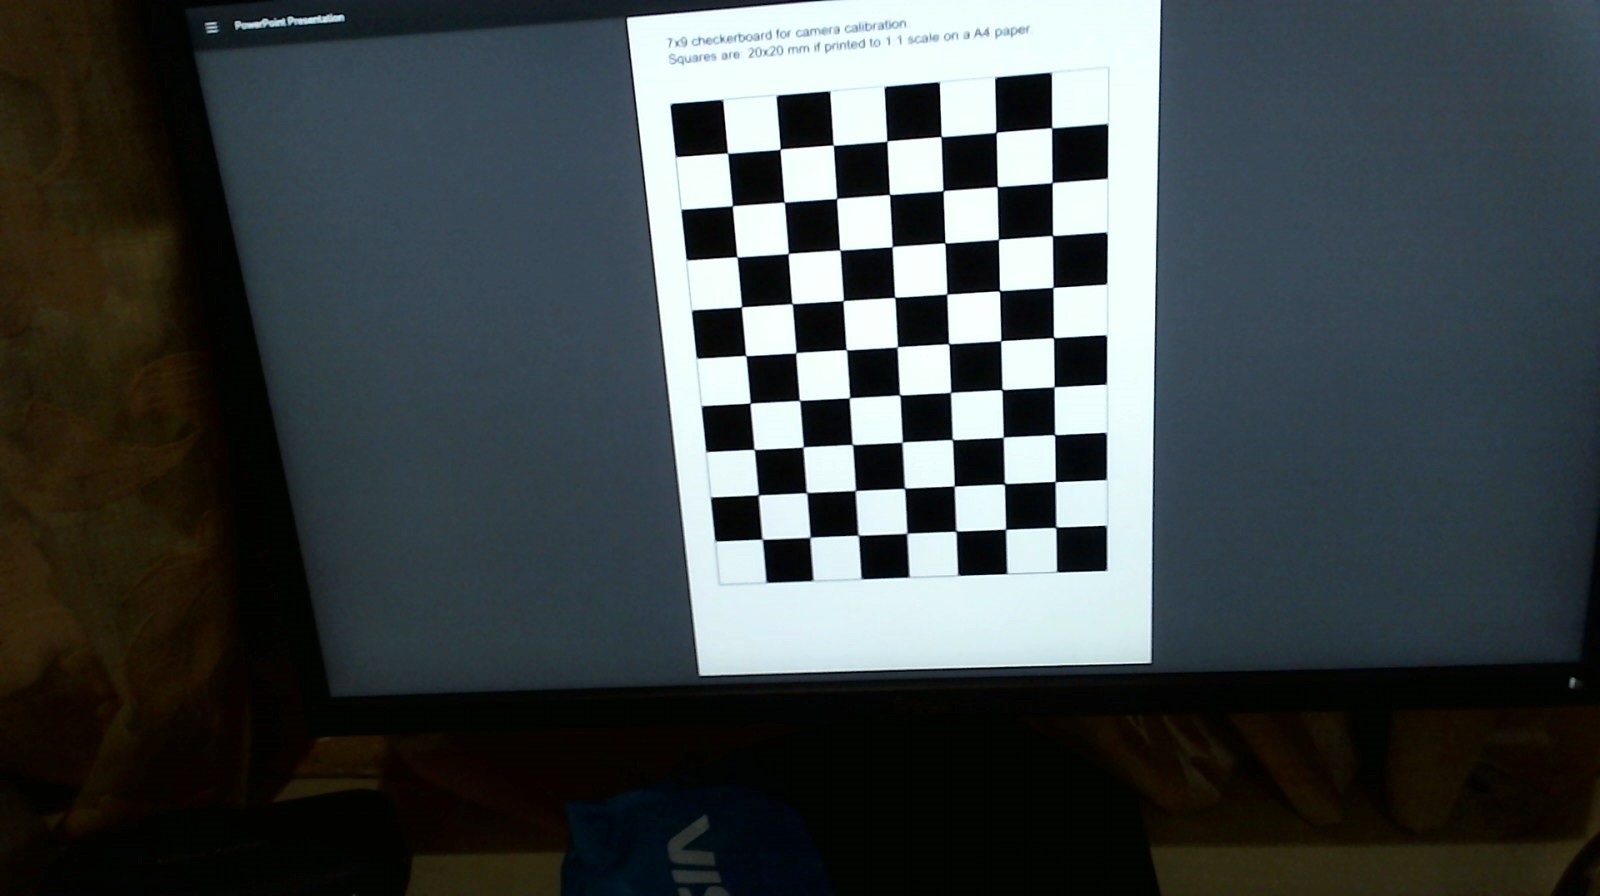 PowerPoint Presentation
7x9 checkerboard for camera calibration
Squares are: 20x20 mm if printed to 1:1 scale on a A4 paper
VIS